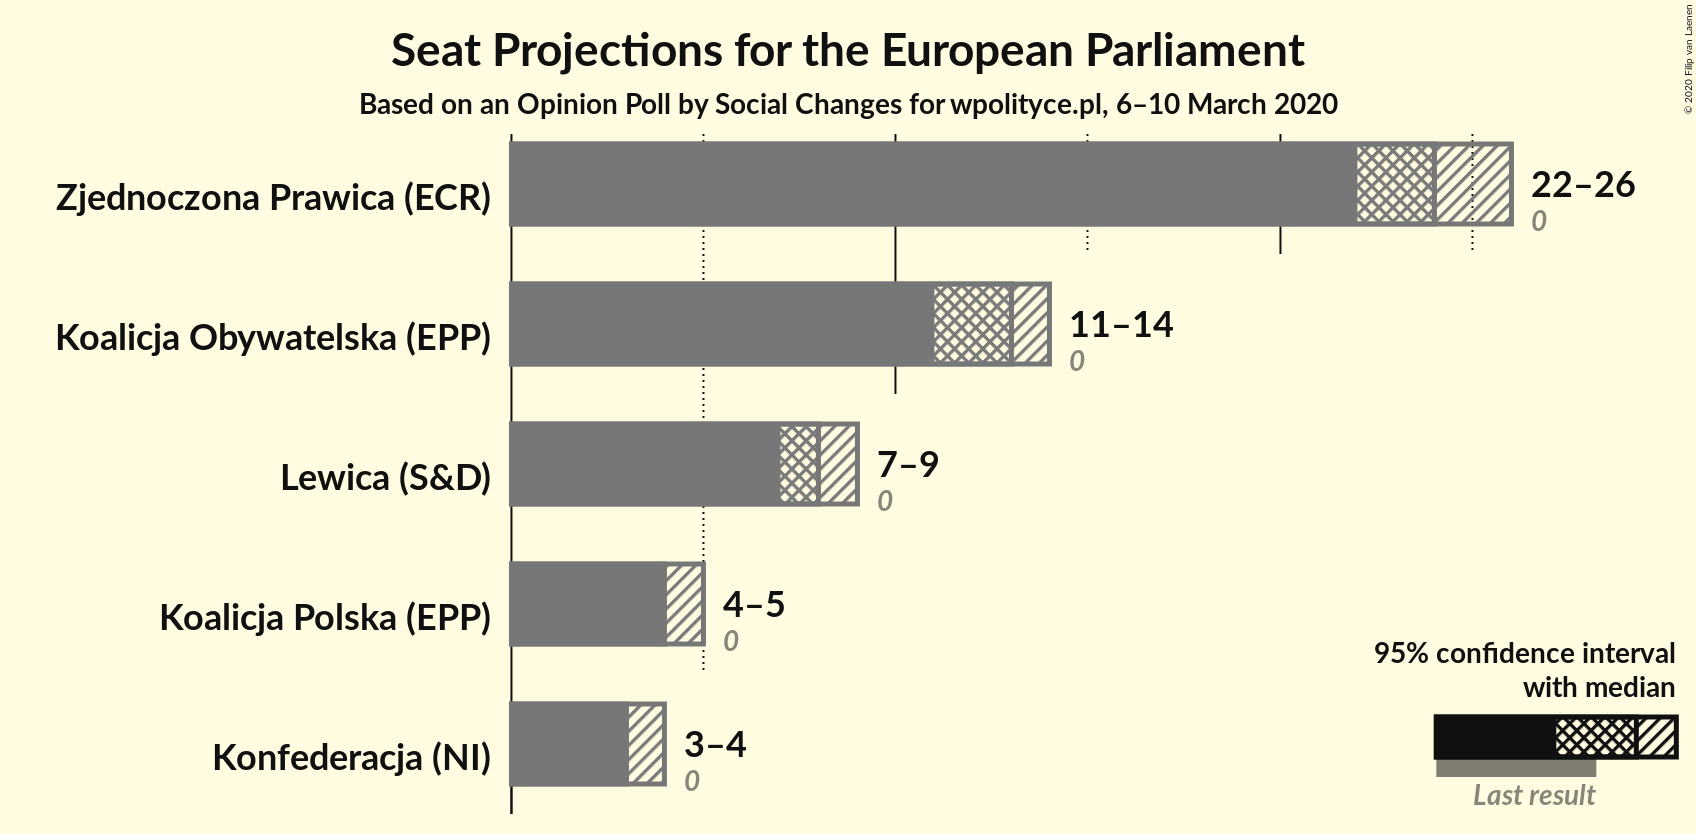 Seat Projections for the European Parliament
Based on an Opinion Poll by Social Changes for wpolityce.pl, 6–10 March 2020
© 2020 Filip van Laenen
Zjednoczona Prawica (ECR)
22–26
0
Koalicja Obywatelska (EPP)
11–14
0
Lewica (S&D)
7–9
0
Koalicja Polska (EPP)
4–5
0
Konfederacja (NI)
3–4
0
95% confidence interval
with median
Last result